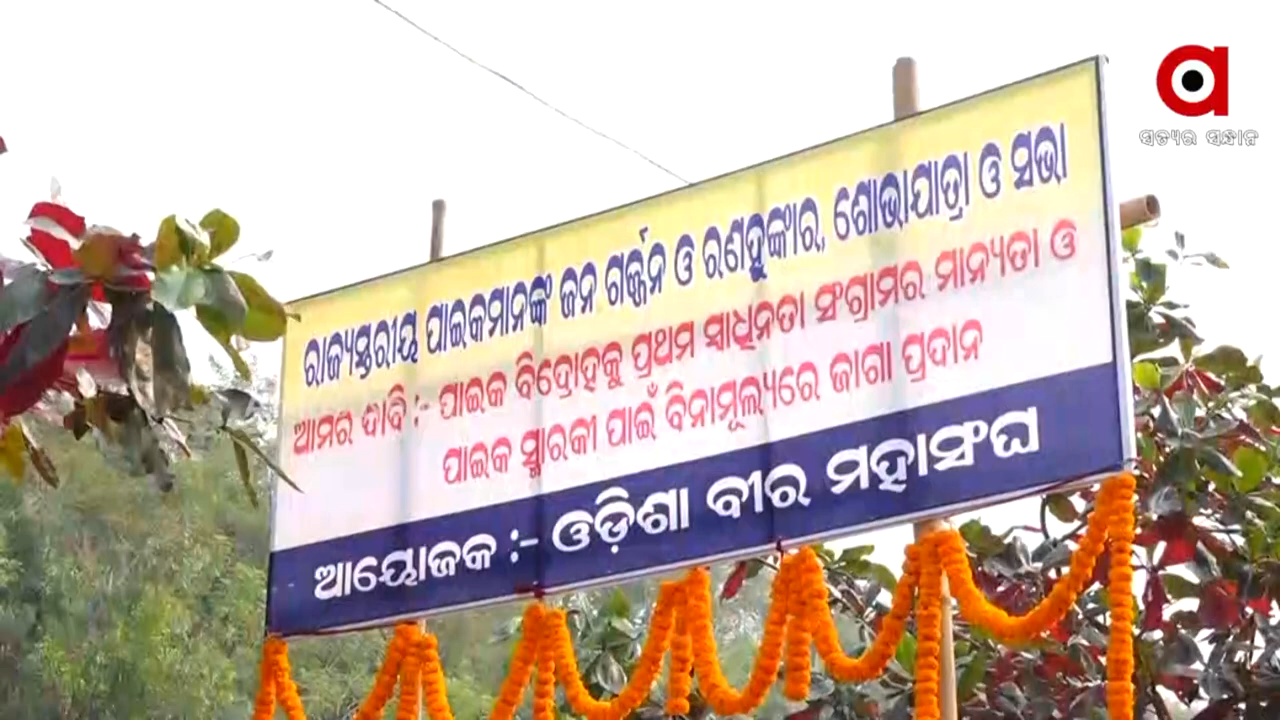 ରାଜ୍ୟସ୍ତରୀୟ ପାଇକମାନଙ୍କ ଜନ ଗର୍ଜ୍ଜନ ଓ ରଣହୁଙ୍କାର, ଶୋଭାଯାତ୍ରା ଓ ସଭା
ଆମର ଦାବି :- ପାଇକ ବିଦ୍ରୋହକୁ ପ୍ରଥମ ସ୍ୱାଧିନତା ସଂଗ୍ରାମର ମାନ୍ୟତା ଓ
ପାଇକ ସ୍ମାରକୀ ପାଇଁ ବିନାମୂଲ୍ୟରେ ଜାଗା ପ୍ରଦାନ
ଆୟୋଜକ :- ଓଡ଼ିଶା ବୀର ମହାସଂଘ
a
ସତ୍ୟର ସନ୍ଧାନ